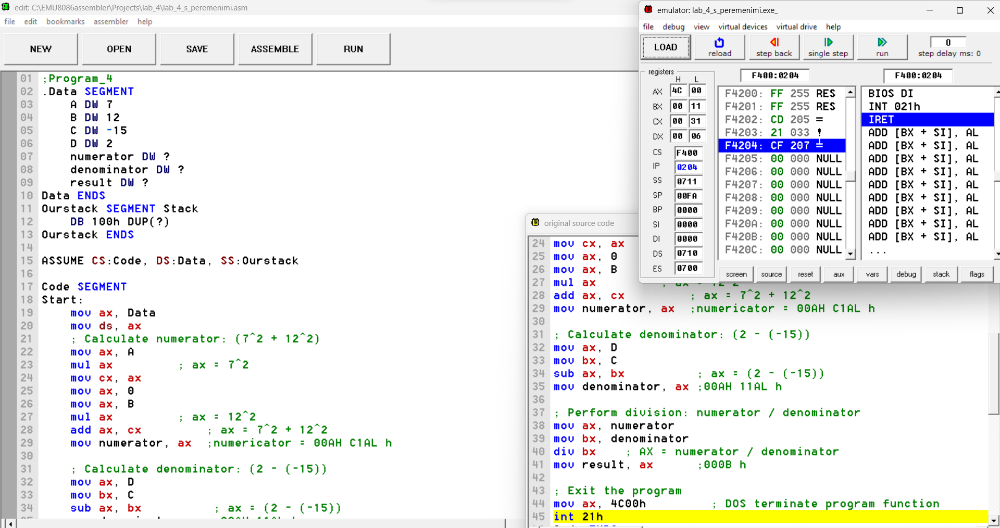 edit: C:\EMU8086assembler\Projects\lab_4\lab_4_s_peremenimi.asm
file edit bookmarks assembler help
NEW OPEN SAVE ASSEMBLE RUN
01 ;Program_4
02 .Data SEGMENT
03 A DW 7
04 B DW 12
05 C DW -15
06 D DW 2
07 numerator DW ?
08 denominator DW ?
09 result DW ?
10 Data ENDS
11 Ourstack SEGMENT Stack
12 DB 100h DUP(?)
13 Ourstack ENDS
14
15 ASSUME CS:Code, DS:Data, SS:Ourstack
16
17 Code SEGMENT
18 Start:
19 mov ax, Data
20 mov ds, ax
21 ; Calculate numerator: (7^2 + 12^2)
22 mov ax, A
23 mul ax ; ax = 7^2
24 mov cx, ax
25 mov ax, 0
26 mov ax, B
27 mul ax ; ax = 12^2
28 add ax, cx ; ax = 7^2 + 12^2
29 mov numerator, ax ;numericator = 00AH C1AL h
30
31 ; Calculate denominator: (2 - (-15))
32 mov ax, D
33 mov bx, C
34 sub ax, bx ; ax = (2 - (-15))
emulator: lab_4_s_peremenimi.exe_
file debug view virtual devices virtual drive help
LOAD reload step back single step run 0
step delay ms: 0
registers F400:0204 F400:0204
H L
AX 4C 00
BX 00 11
CX 00 31
DX 00 06
CS F400
IP 0204
SS 0711
SP 00FA
BP 0000
SI 0000
DI 0000
DS 0710
ES 0700
F4200: FF 255 RES
F4201: FF 255 RES
F4202: CD 205 =
F4203: 21 033 !
F4204: CF 207 ╧
F4205: 00 000 NULL
F4206: 00 000 NULL
F4207: 00 000 NULL
F4208: 00 000 NULL
F4209: 00 000 NULL
F420A: 00 000 NULL
F420B: 00 000 NULL
F420C: 00 000 NULL
BIOS DI
INT 021h
IRET
ADD [BX + SI], AL
ADD [BX + SI], AL
ADD [BX + SI], AL
ADD [BX + SI], AL
ADD [BX + SI], AL
ADD [BX + SI], AL
ADD [BX + SI], AL
ADD [BX + SI], AL
ADD [BX + SI], AL
...
screen source reset aux vars debug stack flags
original source code
24 mov cx, ax
25 mov ax, 0
26 mov ax, B
27 mul ax ; ax = 12^2
28 add ax, cx ; ax = 7^2 + 12^2
29 mov numerator, ax ;numericator = 00AH C1AL h
30
31 ; Calculate denominator: (2 - (-15))
32 mov ax, D
33 mov bx, C
34 sub ax, bx ; ax = (2 - (-15))
35 mov denominator, ax ;00AH 11AL h
36
37 ; Perform division: numerator / denominator
38 mov ax, numerator
39 mov bx, denominator
40 div bx ; AX = numerator / denominator
41 mov result, ax ;000B h
42
43 ; Exit the program
44 mov ax, 4C00h ; DOS terminate program function
45 int 21h